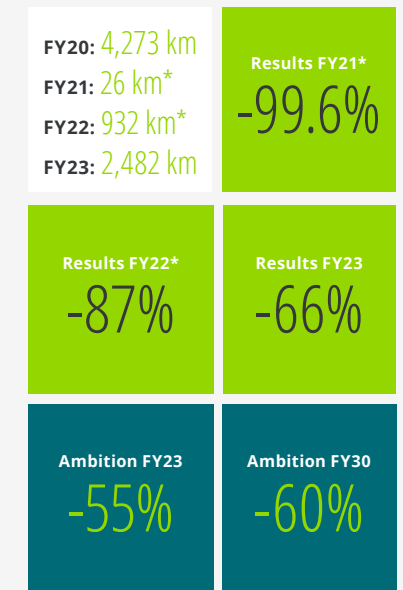 FY20: 4,273 km
FY21: 26 km*
FY22: 932 km*
FY23: 2,482 km
Results FY21*
-99.6%
Results FY22*
-87%
Results FY23
-66%
Ambition FY23
-55%
Ambition FY30
-60%